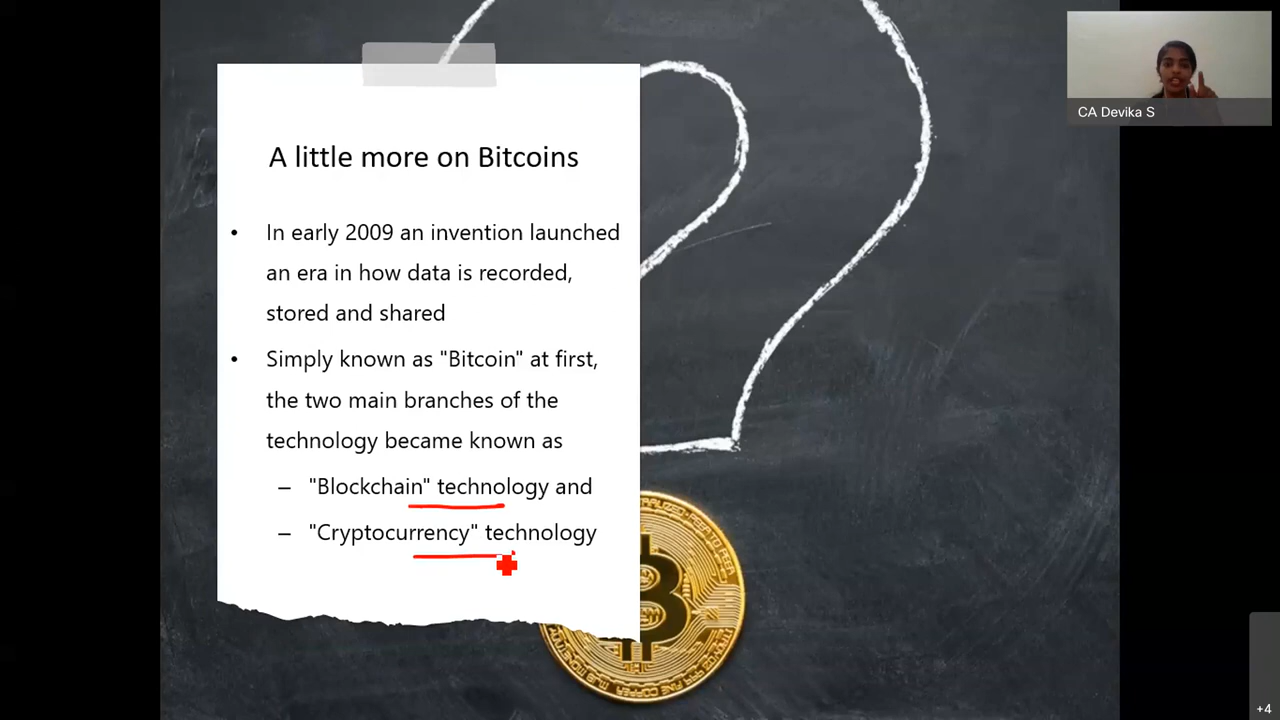 CA Devika S
A little more on Bitcoins
• In early 2009 an invention launched
an era in how data is recorded,
stored and shared
• Simply known as "Bitcoin" at first,
the two main branches of the
technology became known as
– "Blockchain" technology and
– "Cryptocurrency" technology
+4